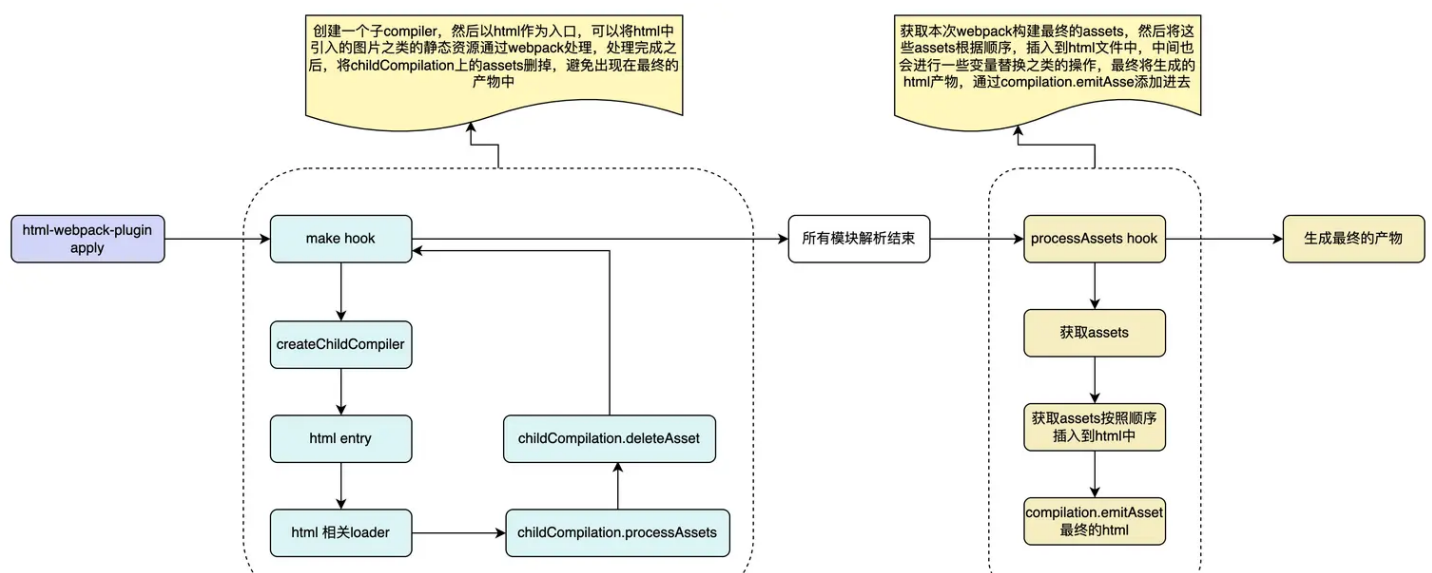 创建一个子compiler，然后以html作为入口，可以将html中
引入的图片之类的静态资源通过webpack处理，处理完成之
后，将childCompilation上的assets删掉，避免出现在最终的
产物中
获取本次webpack构建最终的assets，然后将这
些assets根据顺序，插入到html文件中，中间也
会进行一些变量替换之类的操作，最终将生成的
html产物，通过compilation.emitAsse添加进去
html-webpack-plugin
apply
make hook
所有模块解析结束
processAssets hook
生成最终的产物
createChildCompiler
获取assets
html entry
childCompilation.deleteAsset
获取assets按照顺序
插入到html中
html 相关loader
childCompilation.processAssets
compilation.emitAsset
最终的html